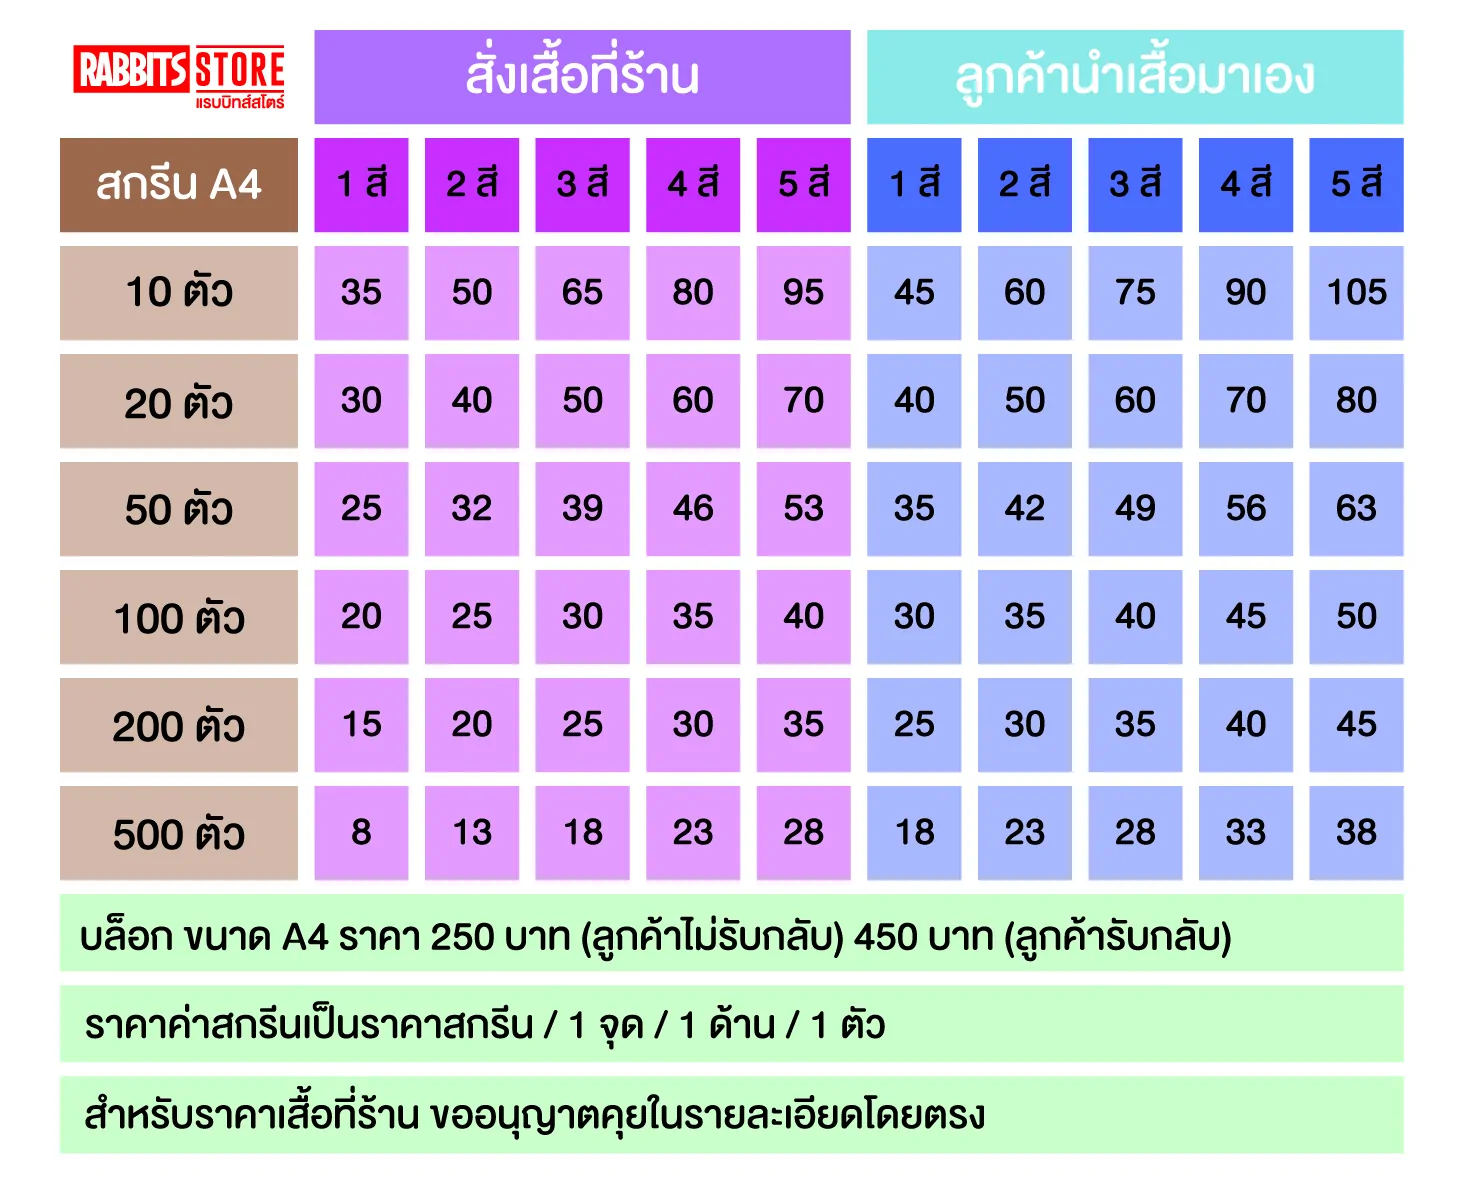 RABBITS STORE
แรบบิทส์สโตร์
สั่งเสื้อที่ร้าน ลูกค้านำเสื้อมาเอง
สกรีน A4 1 สี 2 สี 3 สี 4 สี 5 สี 1 สี 2 สี 3 สี 4 สี 5 สี
10 ตัว 35 50 65 80 95 45 60 75 90 105
20 ตัว 30 40 50 60 70 40 50 60 70 80
50 ตัว 25 32 39 46 53 35 42 49 56 63
100 ตัว 20 25 30 35 40 30 35 40 45 50
200 ตัว 15 20 25 30 35 25 30 35 40 45
500 ตัว 8 13 18 23 28 18 23 28 33 38
บล็อก ขนาด A4 ราคา 250 บาท (ลูกค้าไม่รับกลับ) 450 บาท (ลูกค้ารับกลับ)
ราคาค่าสกรีนเป็นราคาสกรีน / 1 จุด / 1 ด้าน / 1 ตัว
สำหรับราคาเสื้อที่ร้าน ขออนุญาตคุยในรายละเอียดโดยตรง